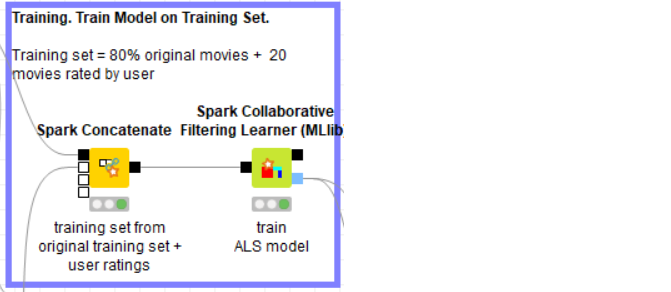 Training. Train Model on Training Set.
Training set = 80% original movies + 20
movies rated by user
Spark Collaborative
Spark Concatenate Filtering Learner (MLlib
training set from
original training set +
user ratings
train
ALS model